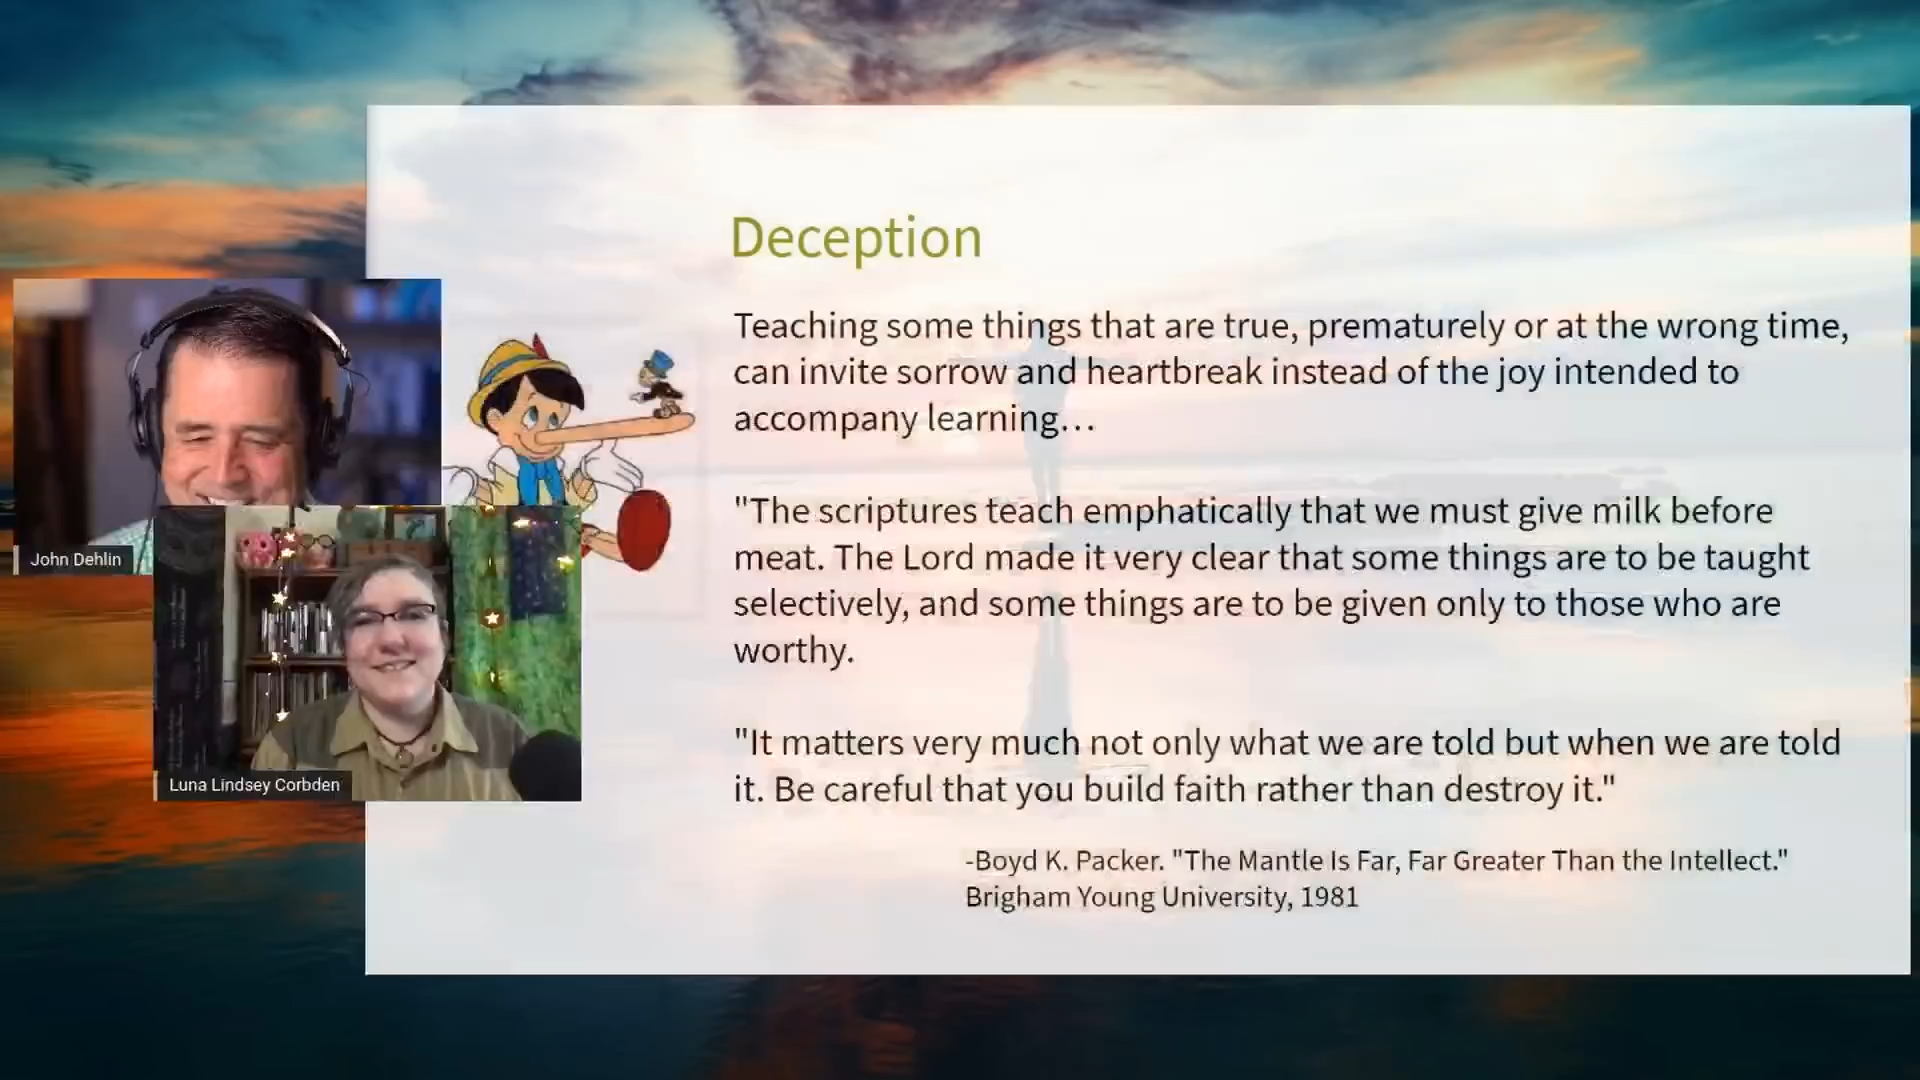 Deception
Teaching some things that are true, prematurely or at the wrong time,
can invite sorrow and heartbreak instead of the joy intended to
accompany learning…
"The scriptures teach emphatically that we must give milk before
meat. The Lord made it very clear that some things are to be taught
selectively, and some things are to be given only to those who are
worthy.
"It matters very much not only what we are told but when we are told
it. Be careful that you build faith rather than destroy it."
-Boyd K. Packer. "The Mantle Is Far, Far Greater Than the Intellect."
Brigham Young University, 1981
John Dehlin
Luna Lindsey Corbden